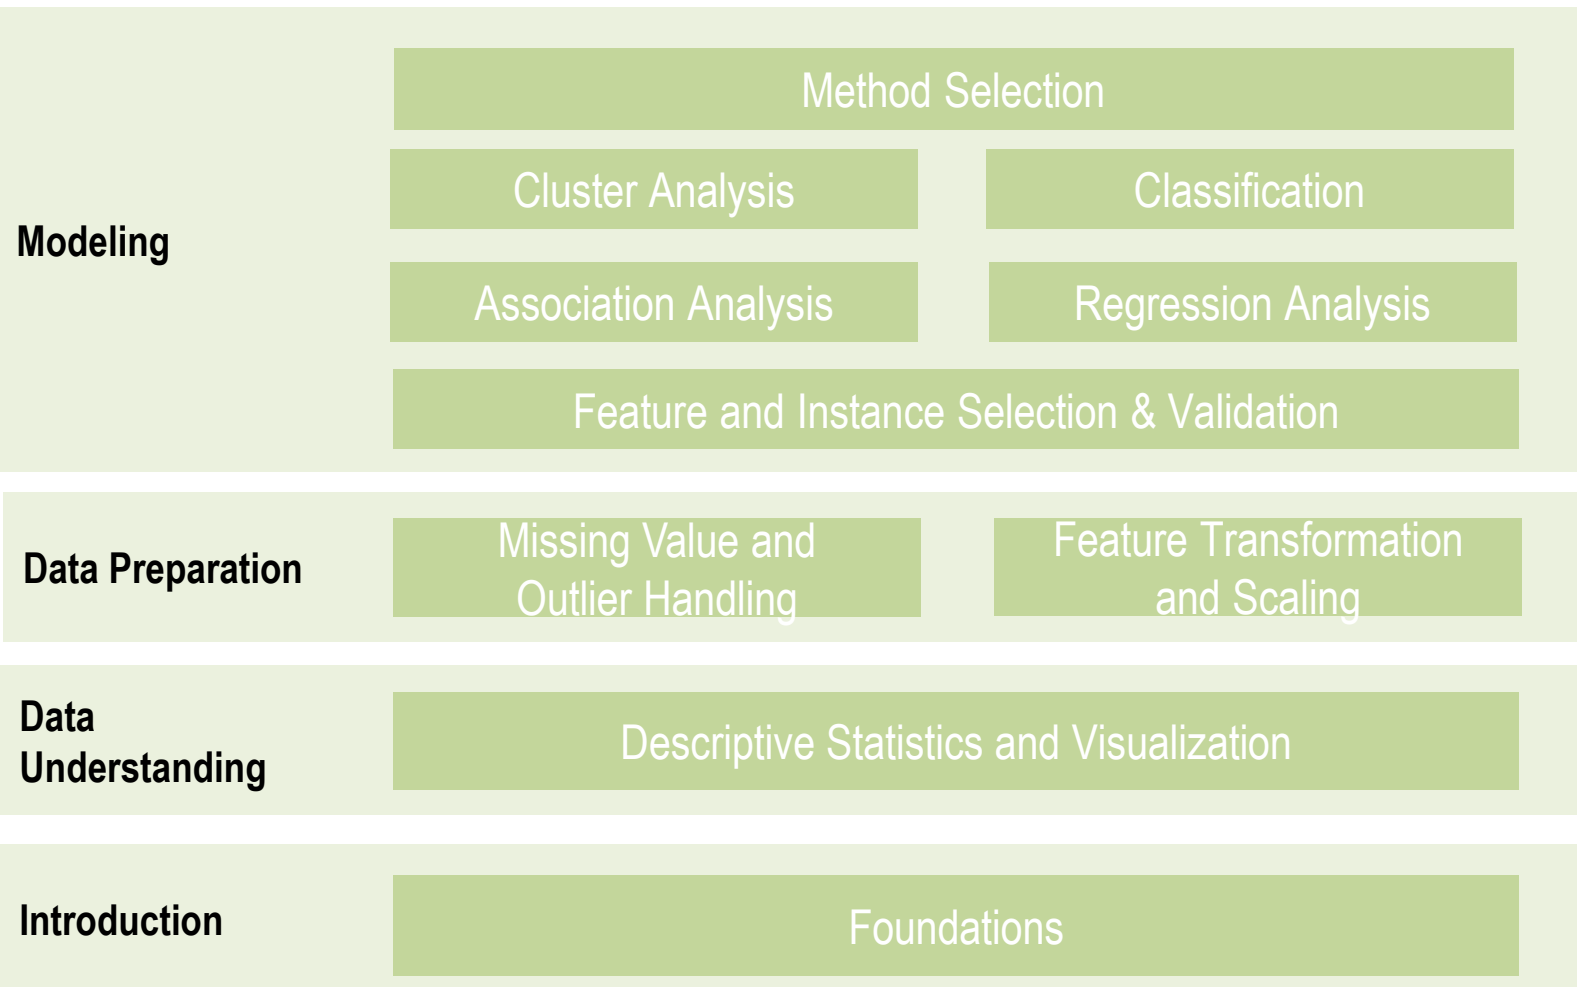 Modeling
Method Selection
Cluster Analysis
Classification
Association Analysis
Regression Analysis
Feature and Instance Selection & Validation
Data Preparation
Missing Value and
Outlier Handling
Feature Transformation
and Scaling
Data
Understanding
Descriptive Statistics and Visualization
Introduction
Foundations